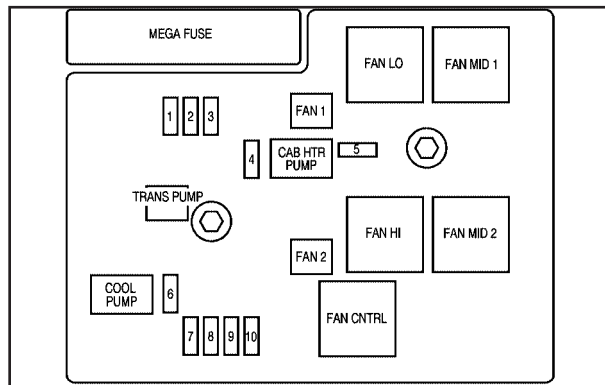 MEGA FUSE
FAN LO
FAN MID 1
1
2
3
FAN 1
4
CAB HTR
PUMP
5
TRANS PUMP
FAN HI
FAN MID 2
FAN 2
COOL
PUMP
6
FAN CNTRL
7
8
9
10